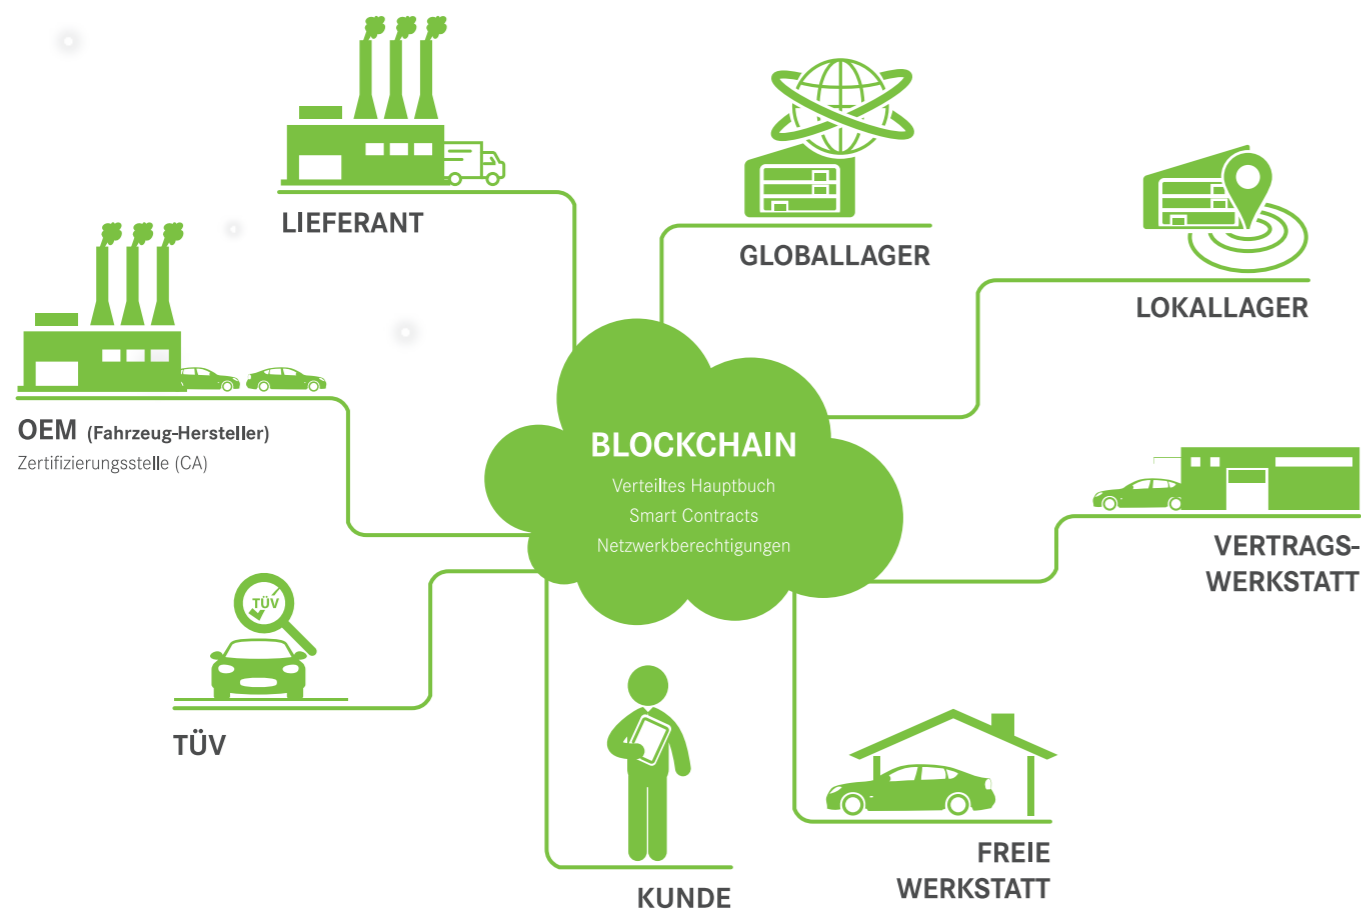 LIEFERANT
GLOBALLAGER
LOKALLAGER
OEM (Fahrzeug-Hersteller)
Zertifizierungsstelle (CA)
BLOCKCHAIN
Verteiltes Hauptbuch
Smart Contracts
Netzwerkberechtigungen
VERTRAGS-
WERKSTATT
TÜV
TÜV
KUNDE
FREIE
WERKSTATT